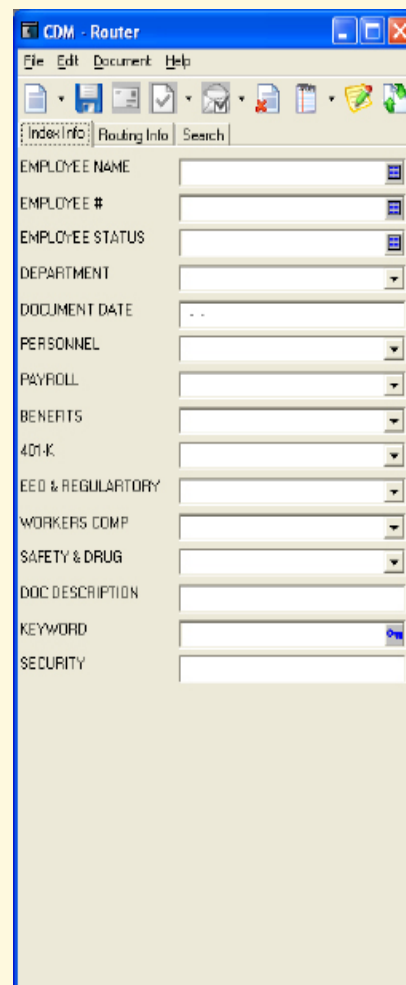 CDM - Router
File Edit Document Help
Index Info Routing Info Search
EMPLOYEE NAME
EMPLOYEE #
EMPLOYEE STATUS
DEPARTMENT
DOCUMENT DATE - -
PERSONNEL
PAYROLL
BENEFITS
401-K
EEO & REGULARTORY
WORKERS COMP
SAFETY & DRUG
DOC DESCRIPTION
KEYWORD
SECURITY